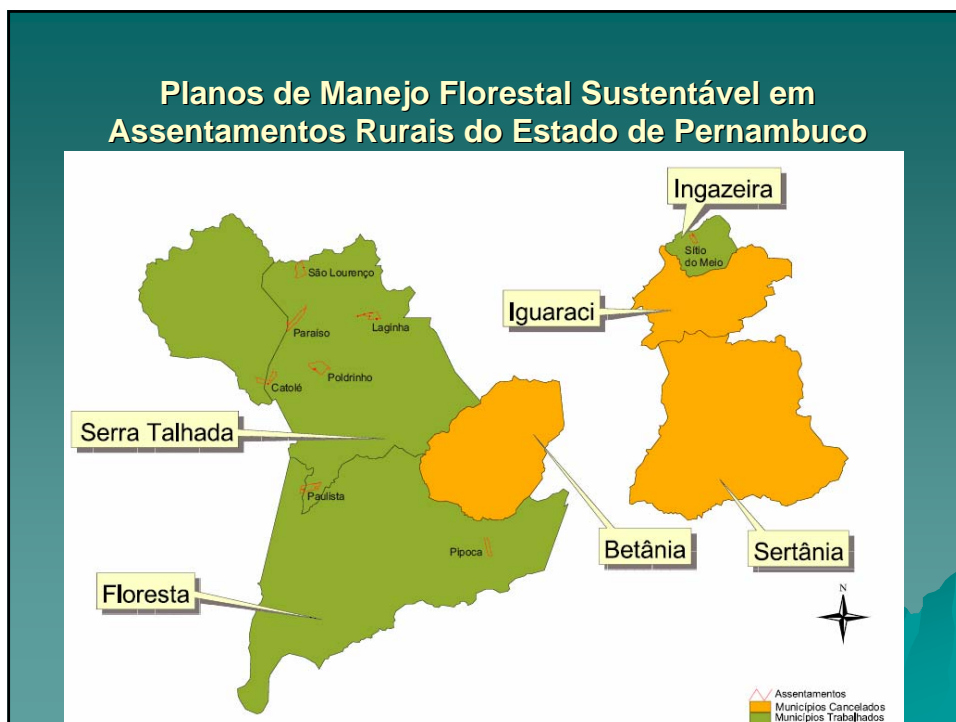 Planos de Manejo Florestal Sustentável em
Assentamentos Rurais do Estado de Pernambuco
Ingazeira
Sítio
do Meio
São Lourenço
Iguaraci
Paraiso
Laginha
Poldrinho
Catolé
Serra Talhada
Paulista
Pipoca
Betânia
Sertânia
Floresta
N
Assentamentos
Municípios Cancelados
Municípios Trabalhados